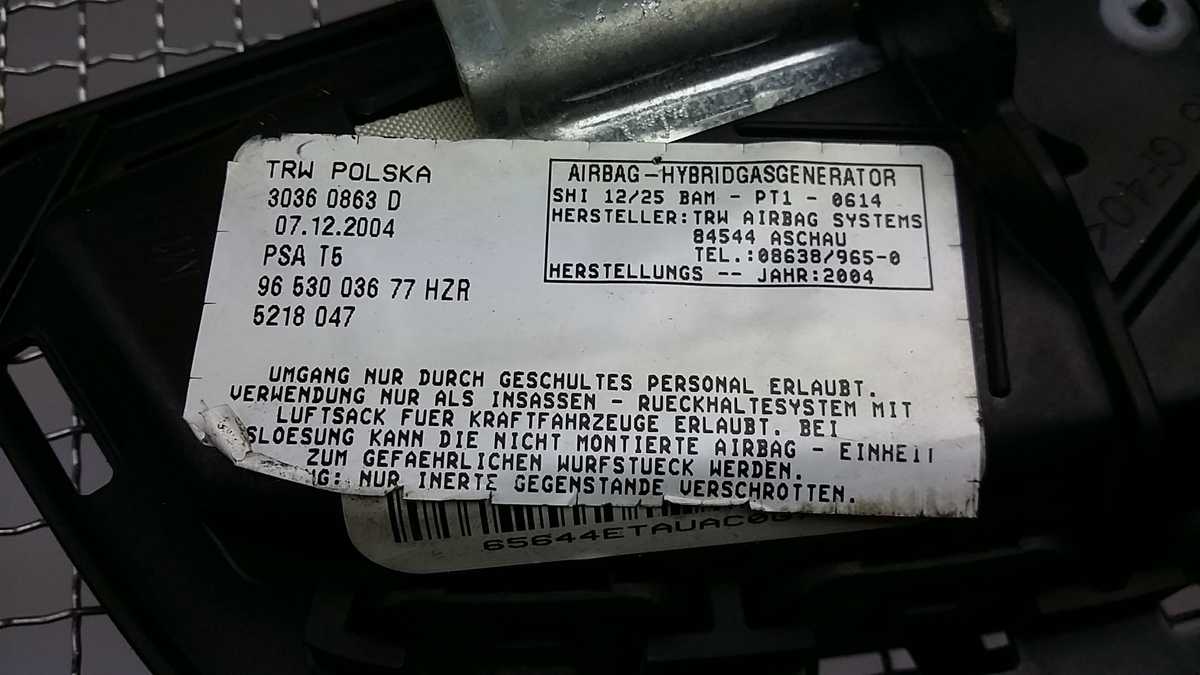 TRW POLSKA
3036 0863 D
07.12.2004
PSA T5
96 530 036 77 HZR
5218 047
AIRBAG-HYBRIDGASGENERATOR
SHI 12/25 BAM - PT1 - 0614
HERSTELLER:TRW AIRBAG SYSTEMS
84544 ASCHAU
TEL.:08638/965-0
HERSTELLUNGS -- JAHR:2004
UMGANG NUR DURCH GESCHULTES PERSONAL ERLAUBT.
VERWENDUNG NUR ALS INSASSEN - RUECKHALTESYSTEM MIT
LUFTSACK FUER KRAFTFAHRZEUGE ERLAUBT. BEI
SLOESUNG KANN DIE NICHT MONTIERTE AIRBAG - EINHEIT
ZUM GEFAEHRLICHEN WURFSTUECK WERDEN.
NG: NUR INERTE GEGENSTANDE VERSCHROTTEN.